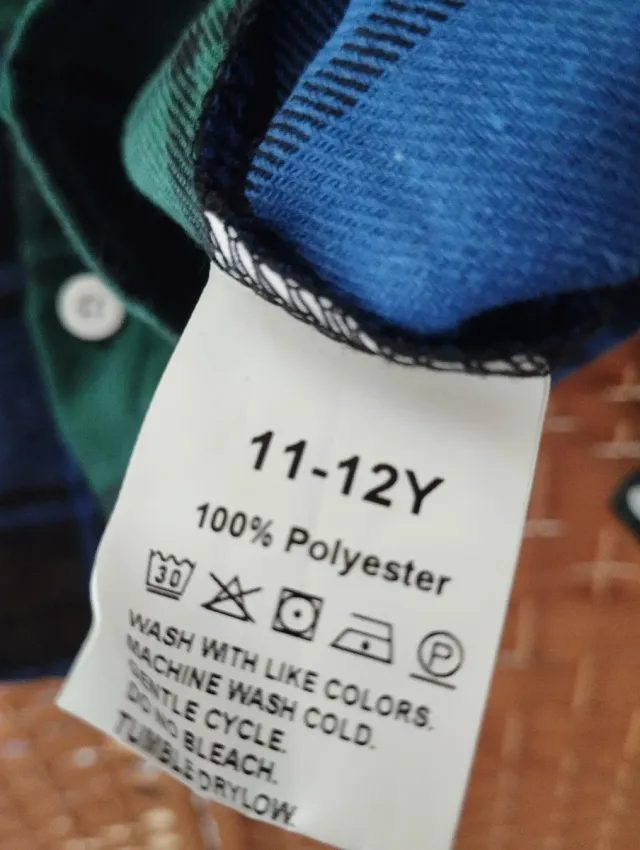 11-12Y
100% Polyester
30 P
WASH WITH LIKE COLORS.
MACHINE WASH COLD.
GENTLE CYCLE.
DO NO BLEACH.
TUMBLE DRY LOW.